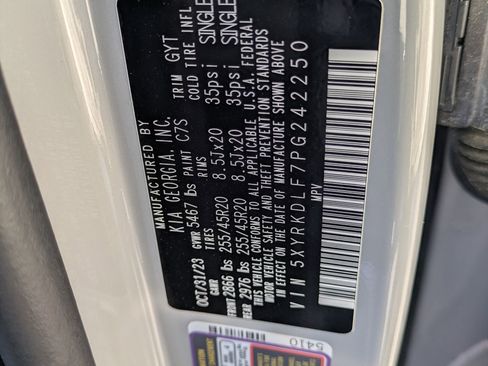 MANUFACTURED BY
KIA GEORGIA, INC.
OCT/31/23 GVWR 5467 lbs PAINT C7S TRIM GYT
GAWR TIRES RIMS COLD TIRE INFL
FRONT 2866 lbs 255/45R20 8.5Jx20 35psi SINGLE
REAR 2976 lbs 255/45R20 8.5Jx20 35psi SINGLE
THIS VEHICLE CONFORMS TO ALL APPLICABLE U.S.A. FEDERAL
MOTOR VEHICLE SAFETY AND THEFT PREVENTION STANDARDS
IN EFFECT ON THE DATE OF MANUFACTURE SHOWN ABOVE.
VIN 5XYRKDLF7PG242250
MPV
5410